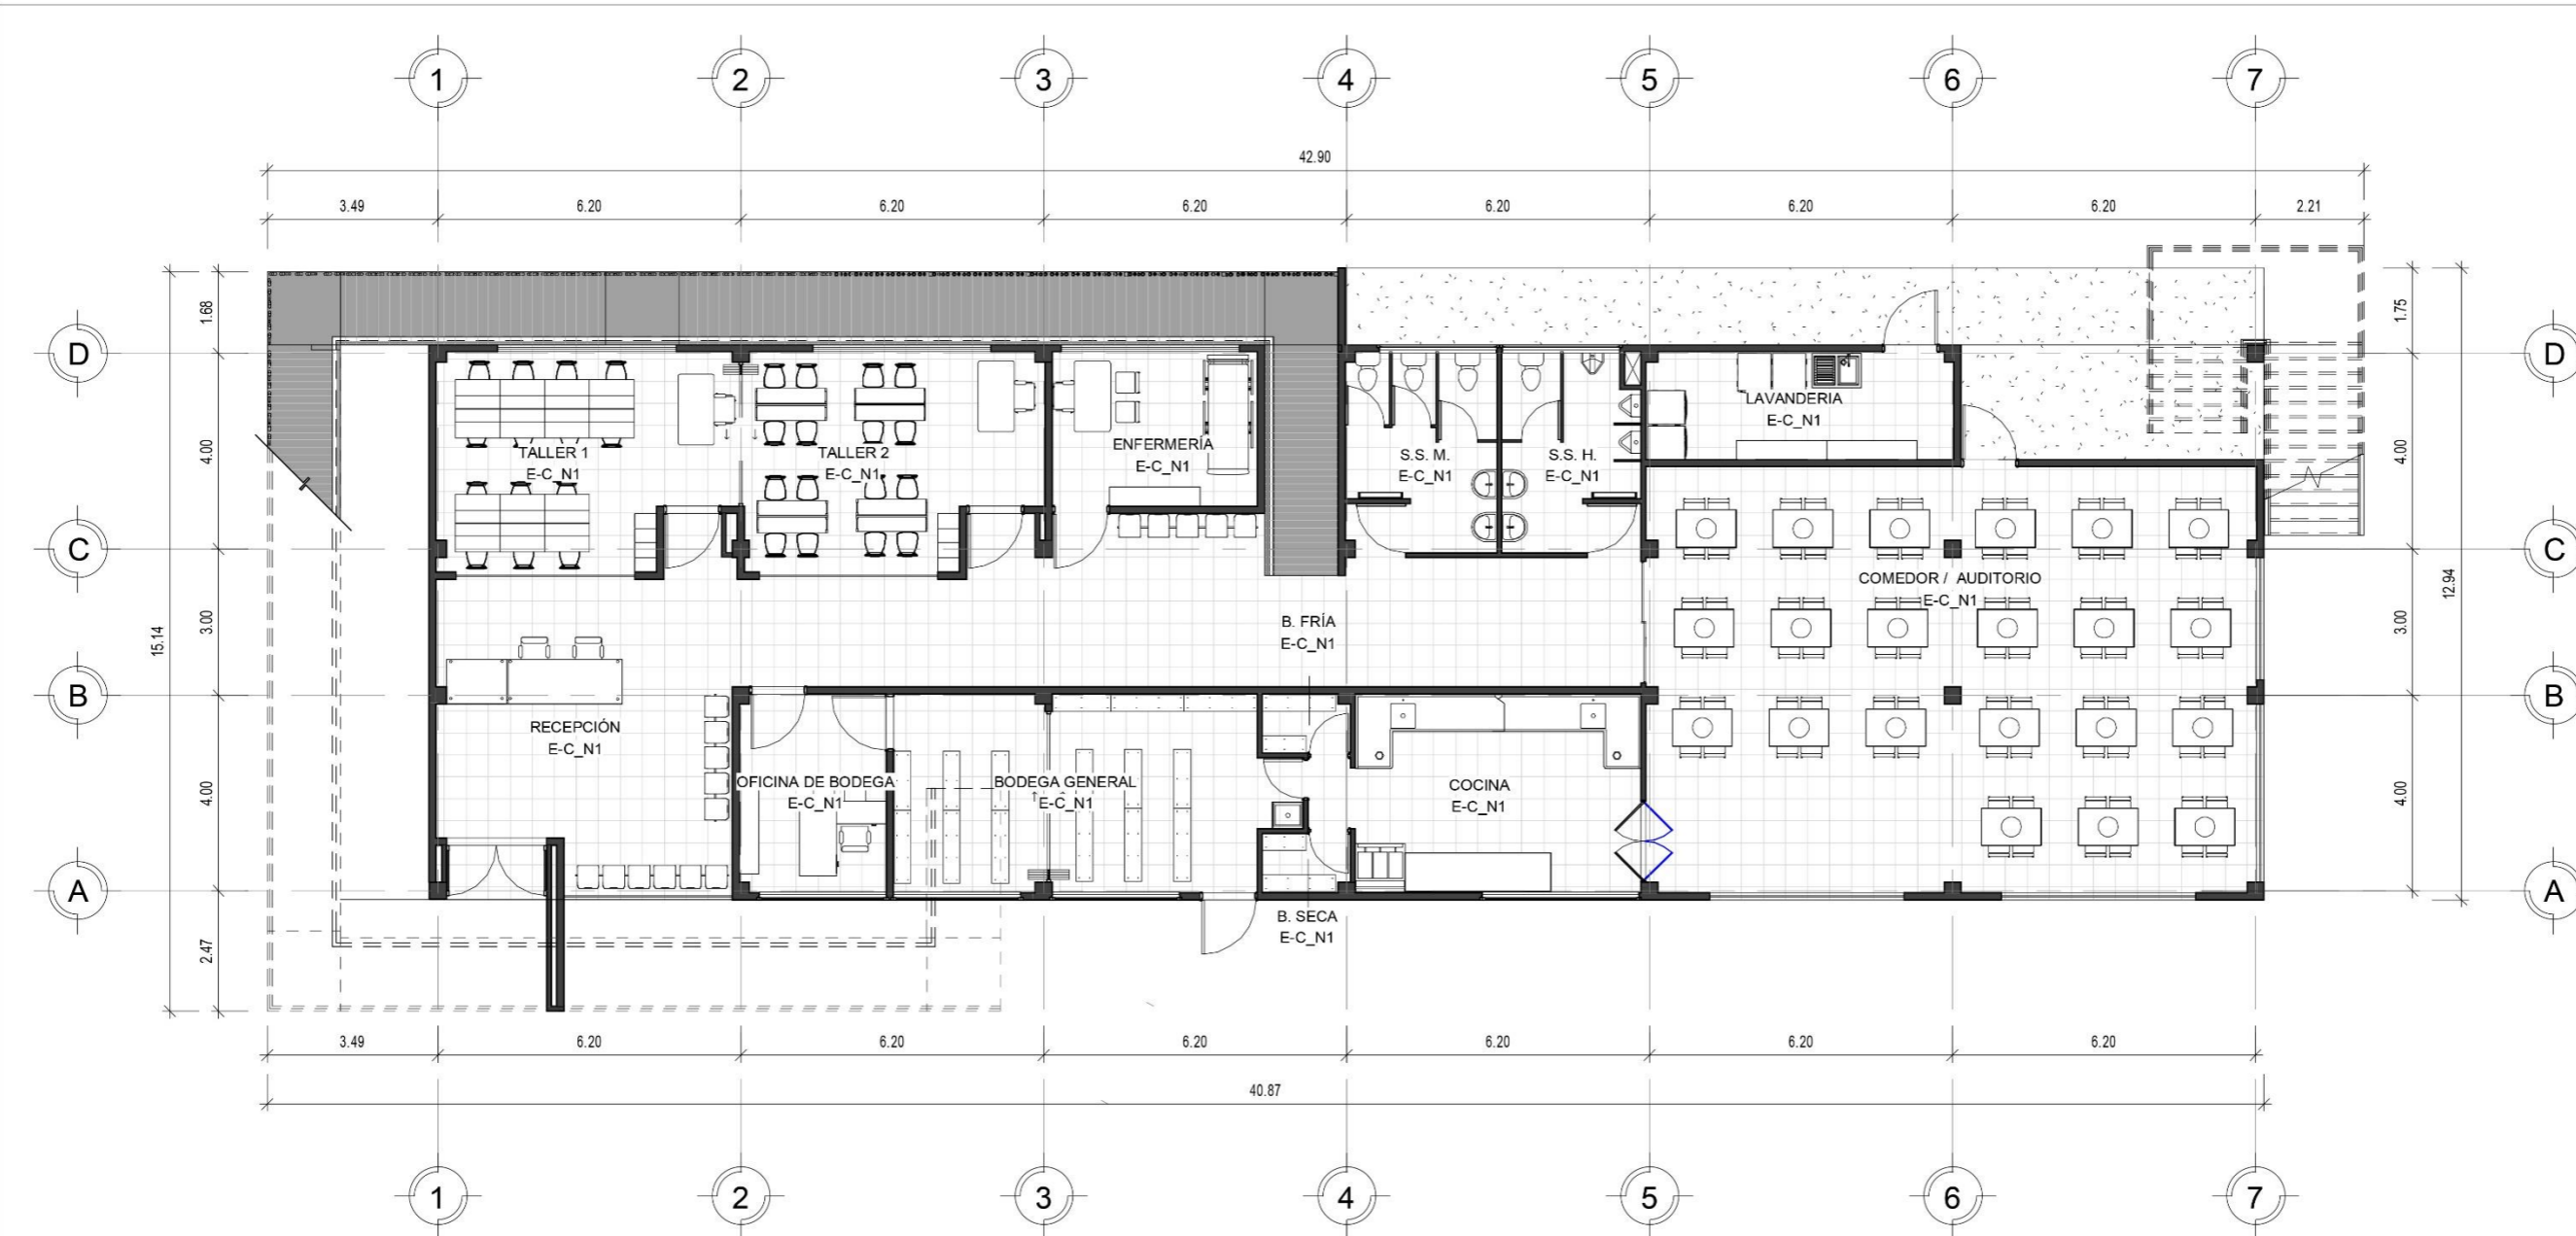 1 2 3 4 5 6 7
42.90
3.49 6.20 6.20 6.20 6.20 6.20 6.20 2.21
1.68
1.75
D
D
LAVANDERIA
E-C_N1
ENFERMERÍA
E-C_N1
TALLER 1
E-C_N1
TALLER 2
E-C_N1
S.S. M.
E-C_N1
S.S. H.
E-C_N1
4.00
4.00
C
C
COMEDOR / AUDITORIO
E-C_N1
12.94
B. FRÍA
E-C_N1
3.00
3.00
15.14
B
B
RECEPCIÓN
E-C_N1
OFICINA DE BODEGA
E-C_N1
BODEGA GENERAL
E-C_N1
COCINA
E-C_N1
4.00
4.00
A
A
B. SECA
E-C_N1
2.47
3.49 6.20 6.20 6.20 6.20 6.20 6.20
40.87
1 2 3 4 5 6 7